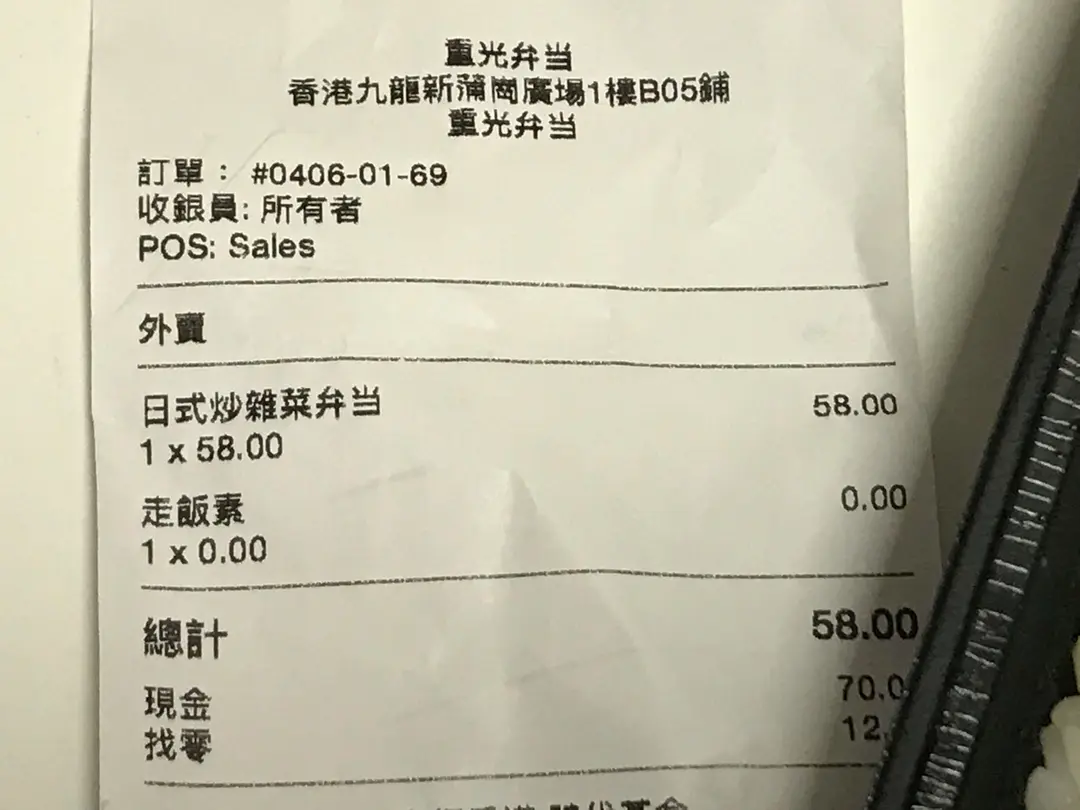 重光弁当
香港九龍新蒲崗廣場1樓B05鋪
重光弁当
訂單： #0406-01-69
收銀員: 所有者
POS: Sales
外賣
日式炒雜菜弁当 58.00
1 x 58.00
走飯素 0.00
1 x 0.00
總計 58.00
現金 70.0
找零 12.